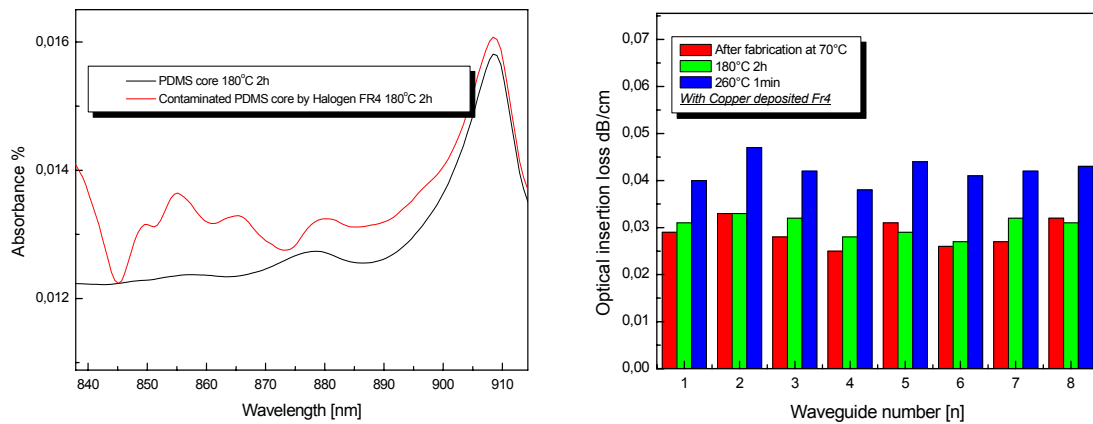 0,016
0,014
0,012
Absorbance %
PDMS core 180°C 2h
Contaminated PDMS core by Halogen FR4 180°C 2h
840 850 860 870 880 890 900 910
Wavelength [nm]
0,07
0,06
0,05
0,04
0,03
0,02
0,01
0,00
Optical insertion loss dB/cm
After fabrication at 70°C
180°C 2h
260°C 1min
With Copper deposited Fr4
1 2 3 4 5 6 7 8
Waveguide number [n]